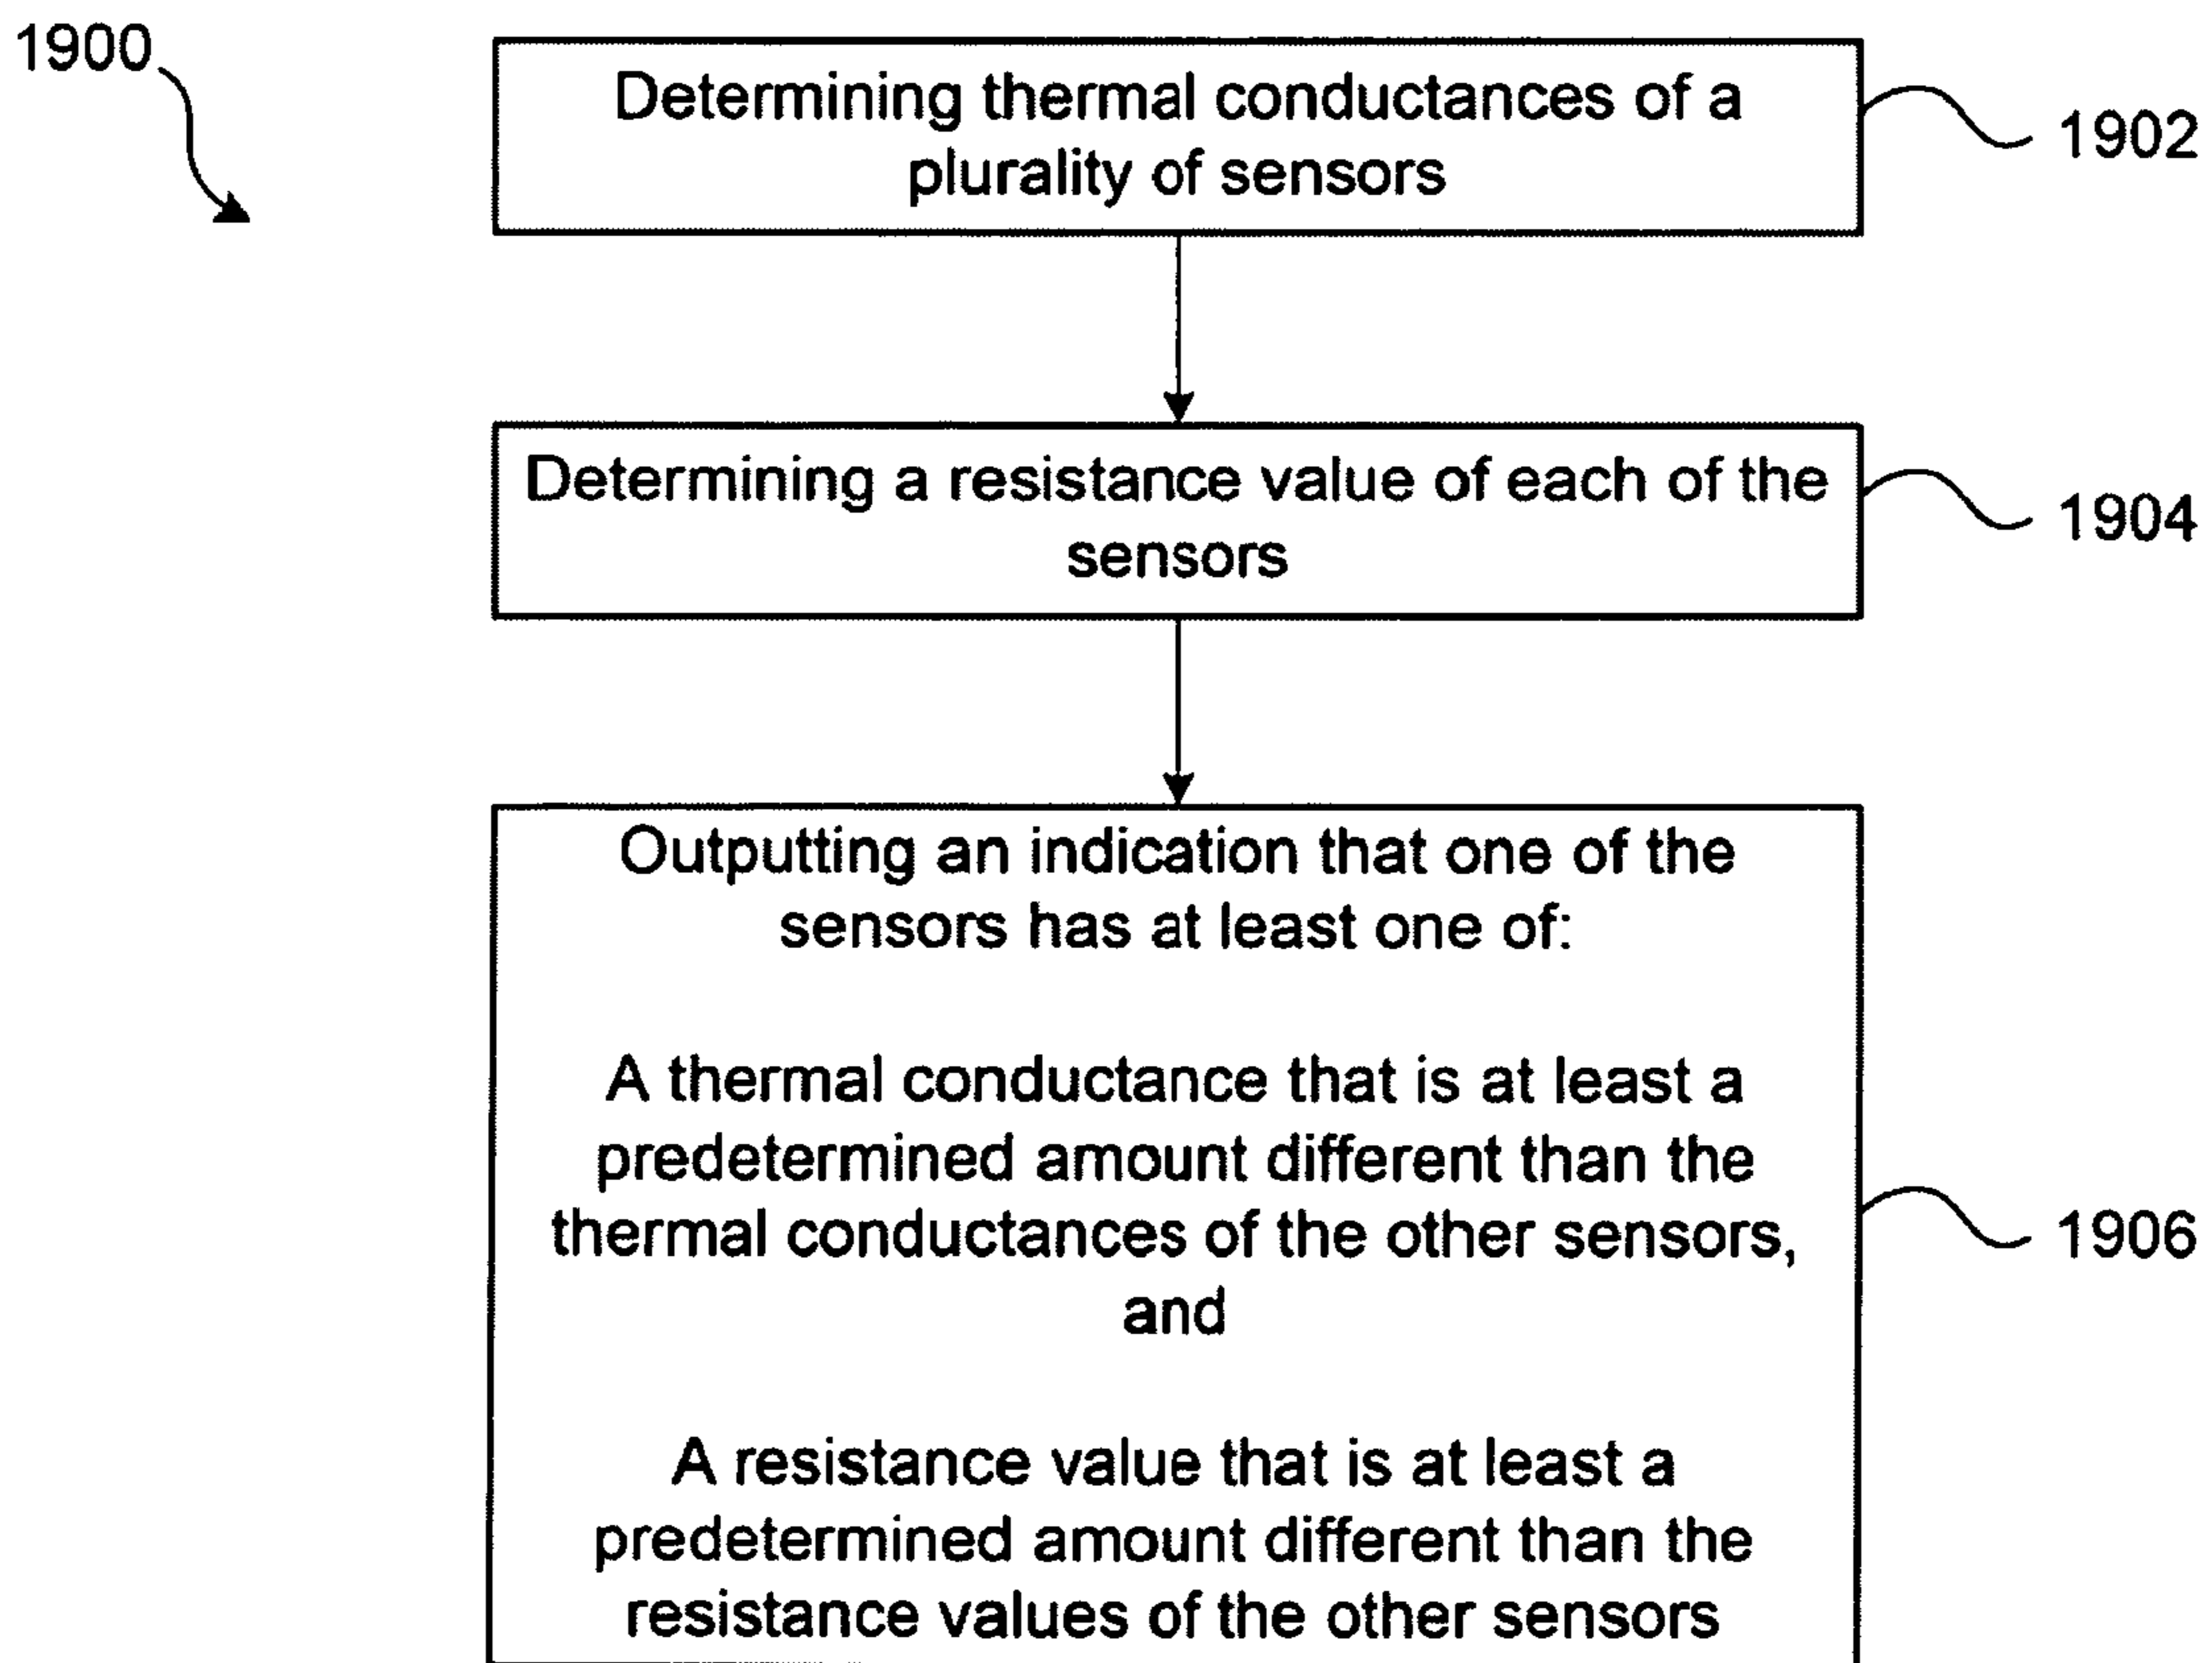 1900
Determining thermal conductances of a
plurality of sensors
1902
Determining a resistance value of each of the
sensors
1904
Outputting an indication that one of the
sensors has at least one of:
A thermal conductance that is at least a
predetermined amount different than the
thermal conductances of the other sensors,
and
A resistance value that is at least a
predetermined amount different than the
resistance values of the other sensors
1906